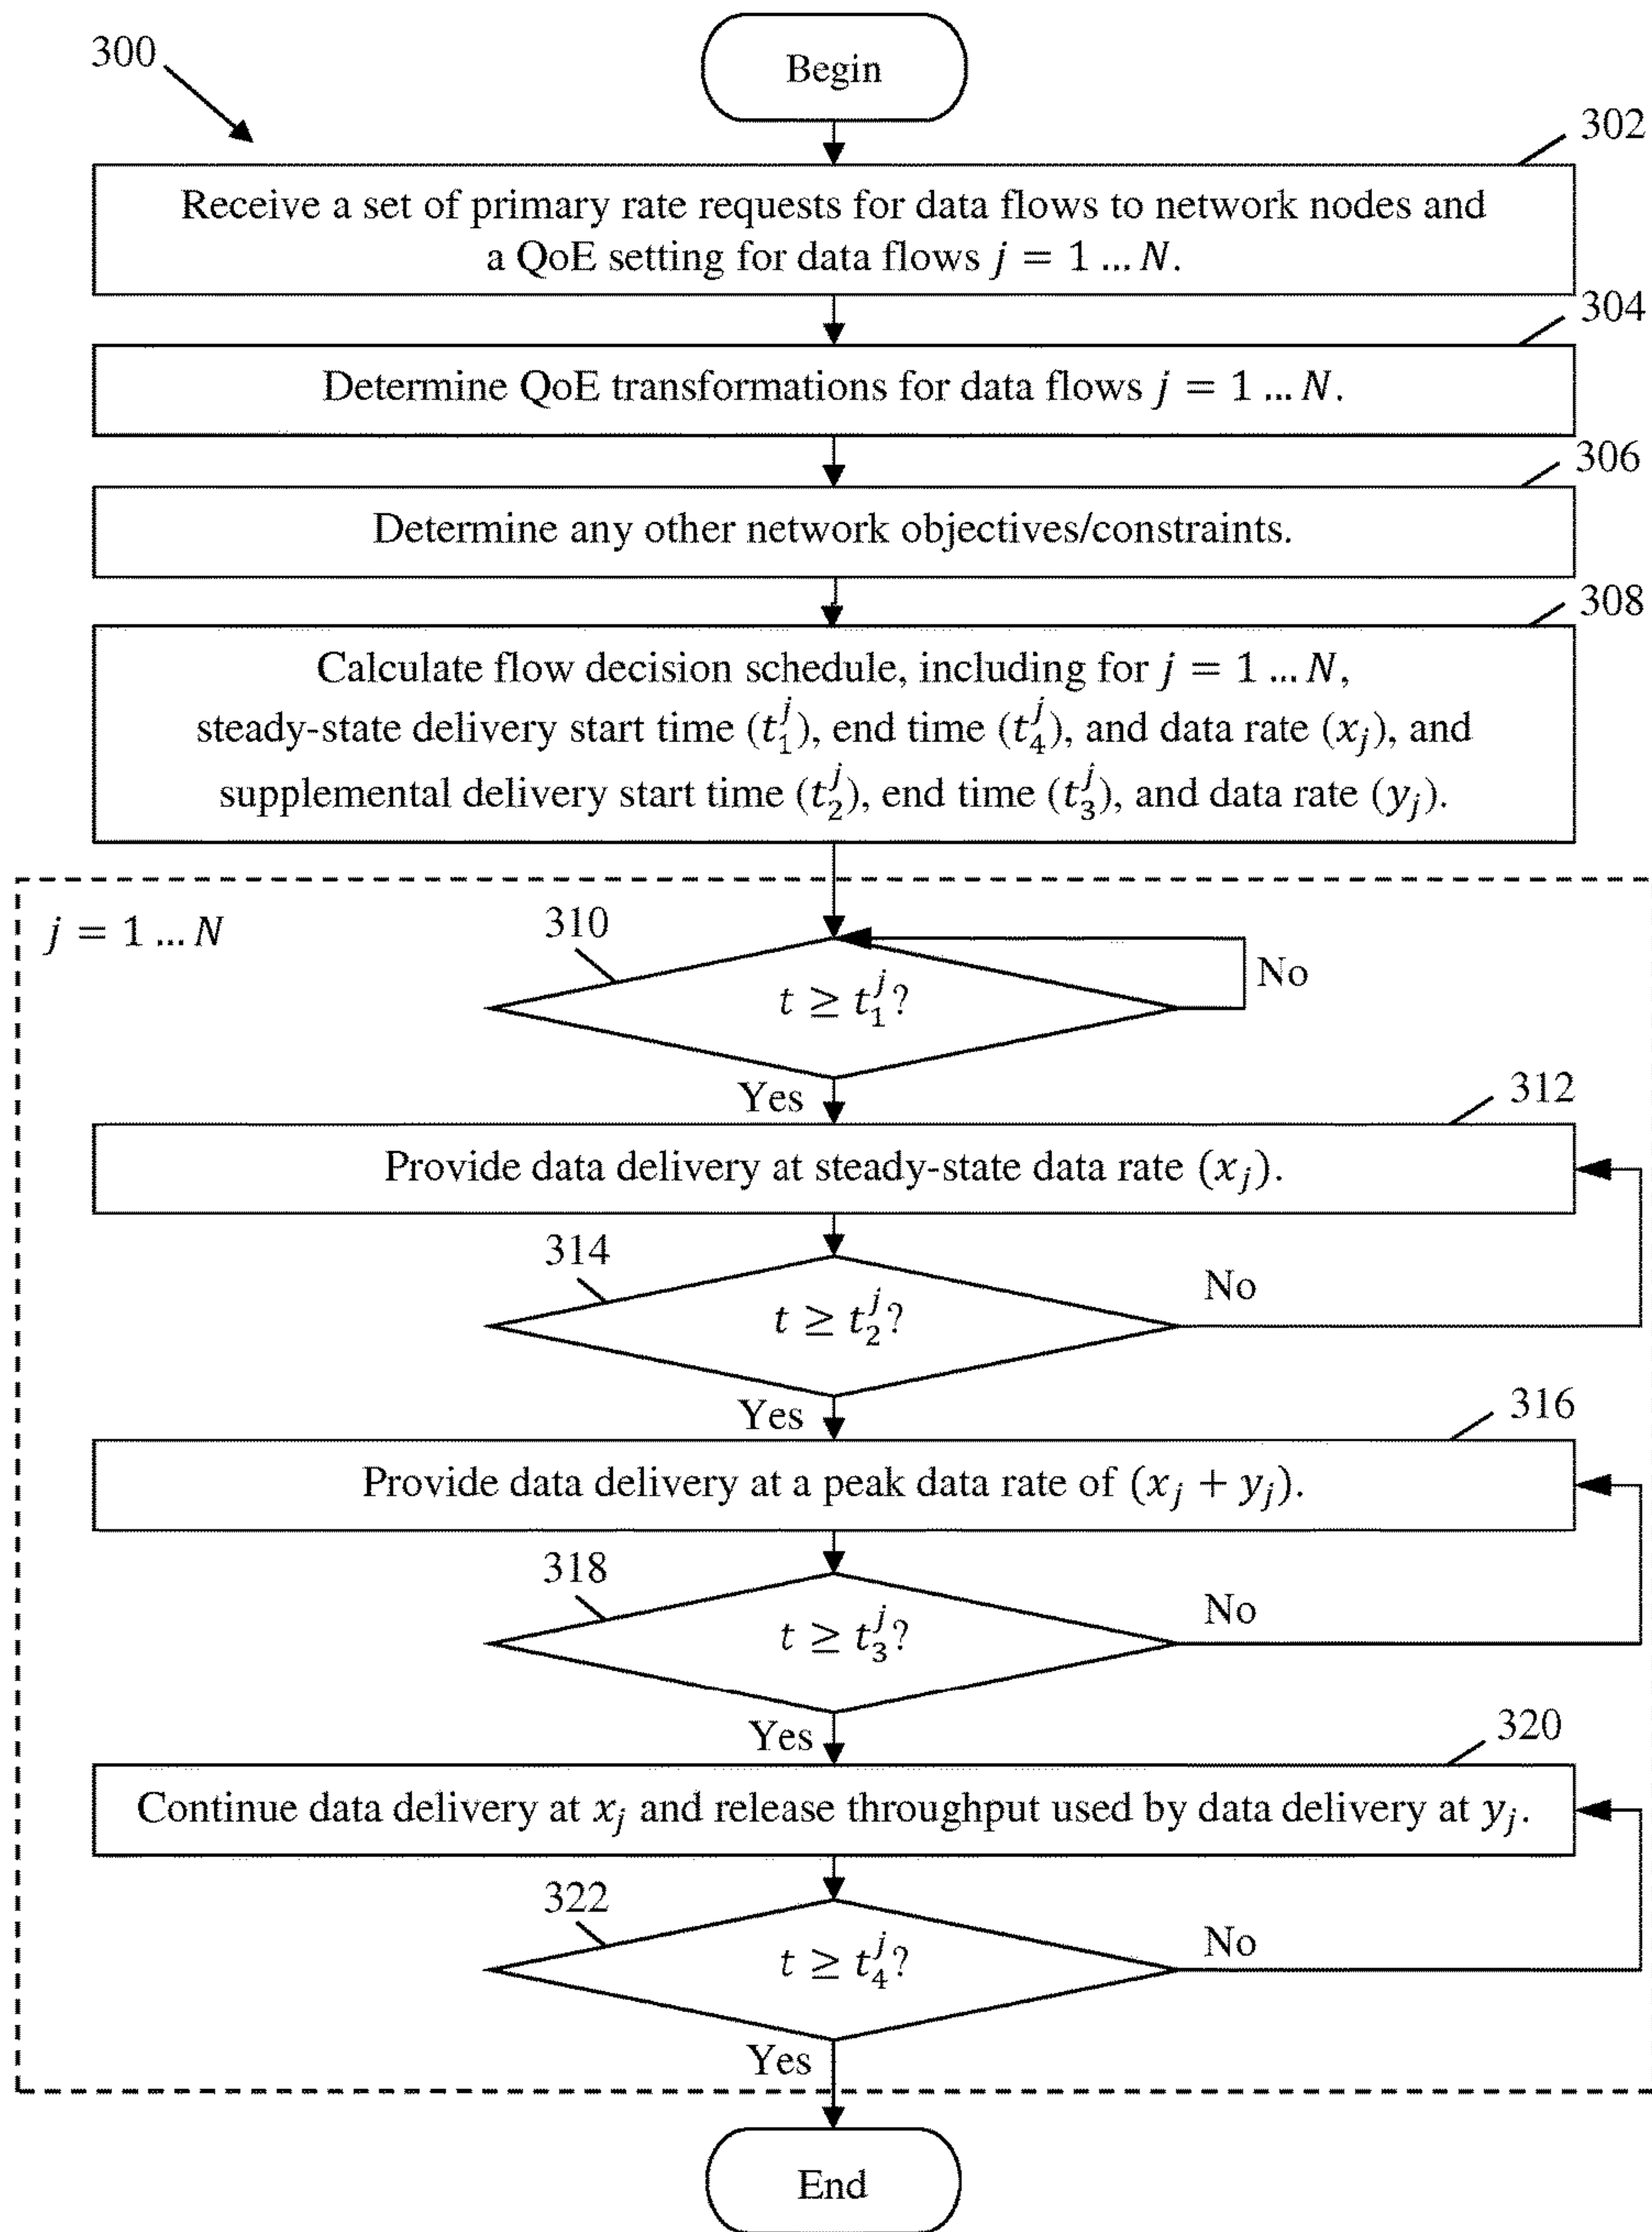 300
Begin
302
Receive a set of primary rate requests for data flows to network nodes and
a QoE setting for data flows j = 1 ... N.
304
Determine QoE transformations for data flows j = 1 ... N.
306
Determine any other network objectives/constraints.
308
Calculate flow decision schedule, including for j = 1 ... N,
steady-state delivery start time (t_1^j), end time (t_4^j), and data rate (x_j), and
supplemental delivery start time (t_2^j), end time (t_3^j), and data rate (y_j).
j = 1 ... N
310
t ≥ t_1^j?
No
Yes
312
Provide data delivery at steady-state data rate (x_j).
314
t ≥ t_2^j?
No
Yes
316
Provide data delivery at a peak data rate of (x_j + y_j).
318
t ≥ t_3^j?
No
Yes
320
Continue data delivery at x_j and release throughput used by data delivery at y_j.
322
t ≥ t_4^j?
No
Yes
End